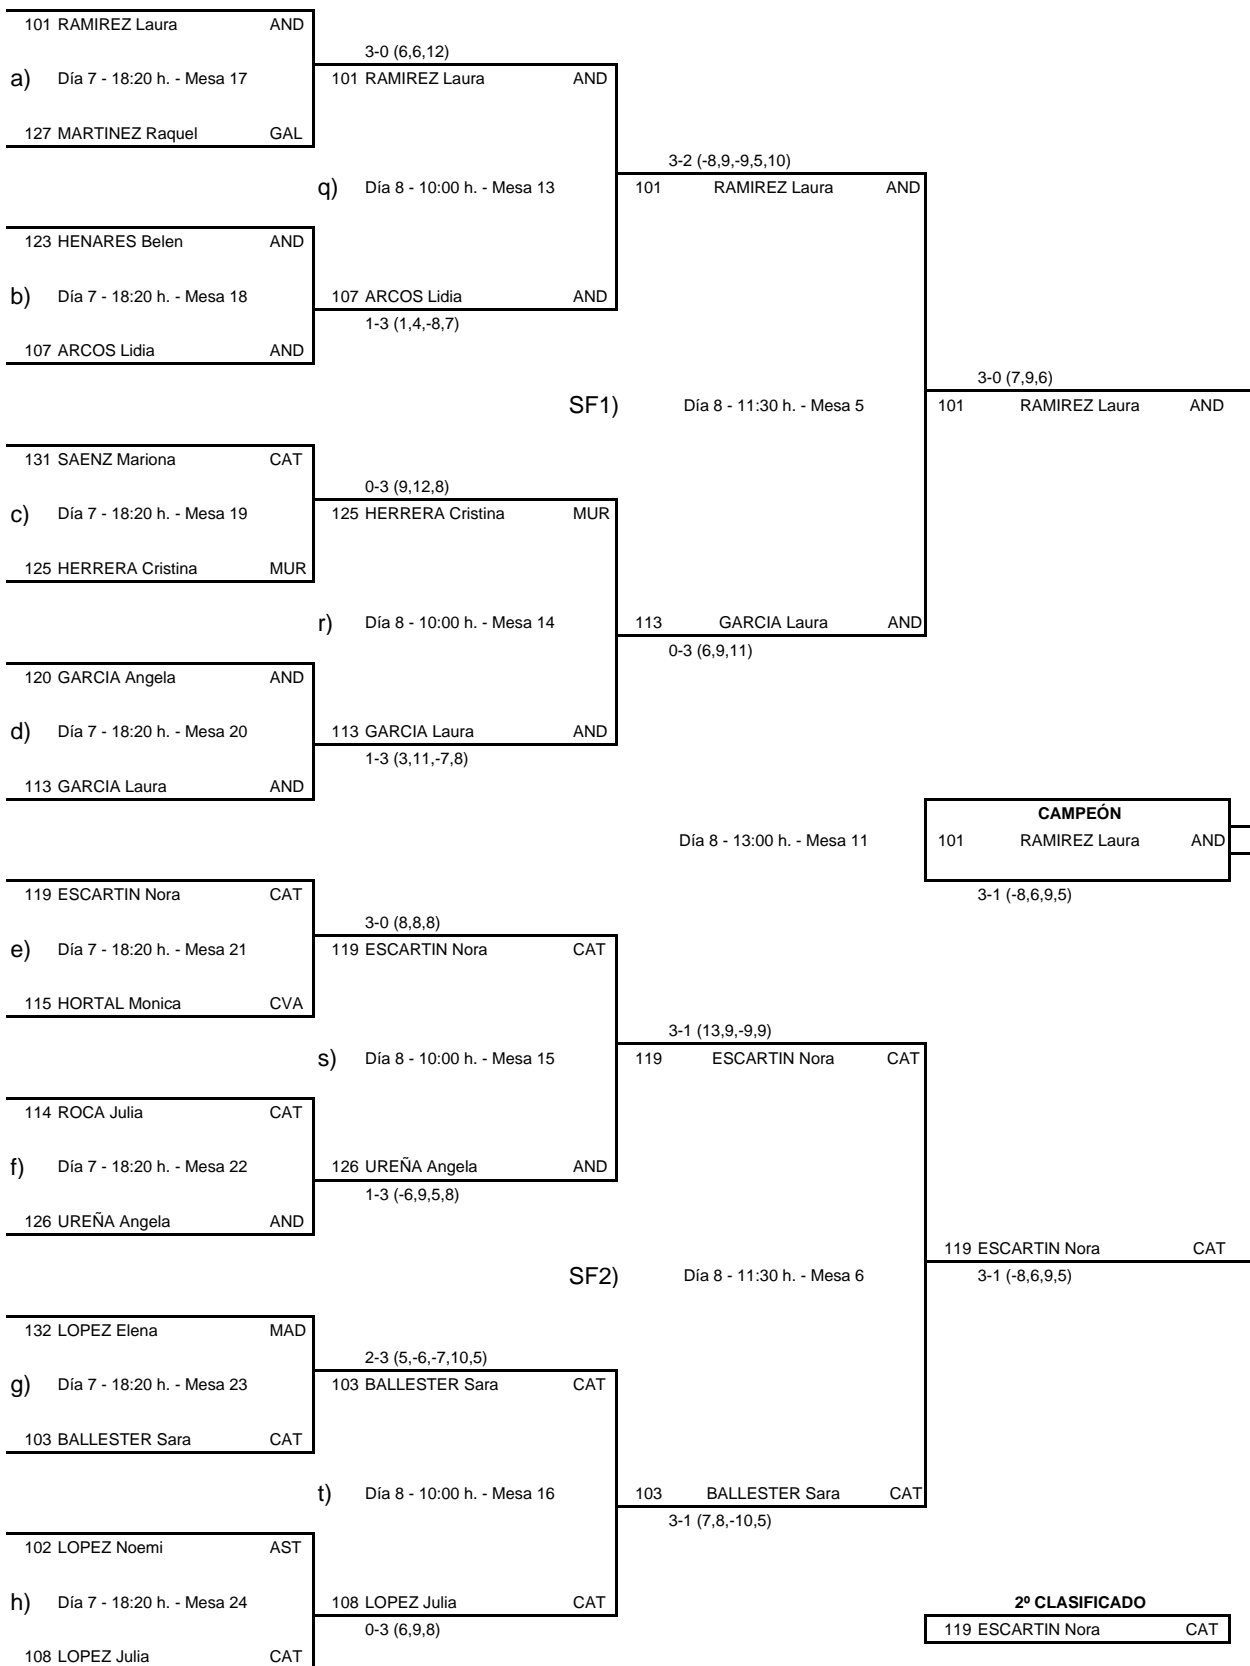 101 RAMIREZ Laura AND
3-0 (6,6,12)
a) Día 7 - 18:20 h. - Mesa 17 101 RAMIREZ Laura AND
127 MARTINEZ Raquel GAL
3-2 (-8,9,-9,5,10)
q) Día 8 - 10:00 h. - Mesa 13 101 RAMIREZ Laura AND
123 HENARES Belen AND
b) Día 7 - 18:20 h. - Mesa 18 107 ARCOS Lidia AND
1-3 (1,4,-8,7)
107 ARCOS Lidia AND
3-0 (7,9,6)
SF1) Día 8 - 11:30 h. - Mesa 5 101 RAMIREZ Laura AND
131 SAENZ Mariona CAT
0-3 (9,12,8)
c) Día 7 - 18:20 h. - Mesa 19 125 HERRERA Cristina MUR
125 HERRERA Cristina MUR
r) Día 8 - 10:00 h. - Mesa 14 113 GARCIA Laura AND
0-3 (6,9,11)
120 GARCIA Angela AND
d) Día 7 - 18:20 h. - Mesa 20 113 GARCIA Laura AND
1-3 (3,11,-7,8)
113 GARCIA Laura AND
CAMPEÓN
Día 8 - 13:00 h. - Mesa 11 101 RAMIREZ Laura AND
119 ESCARTIN Nora CAT 3-1 (-8,6,9,5)
3-0 (8,8,8)
e) Día 7 - 18:20 h. - Mesa 21 119 ESCARTIN Nora CAT
115 HORTAL Monica CVA
3-1 (13,9,-9,9)
s) Día 8 - 10:00 h. - Mesa 15 119 ESCARTIN Nora CAT
114 ROCA Julia CAT
f) Día 7 - 18:20 h. - Mesa 22 126 UREÑA Angela AND
1-3 (-6,9,5,8)
126 UREÑA Angela AND
119 ESCARTIN Nora CAT
SF2) Día 8 - 11:30 h. - Mesa 6 3-1 (-8,6,9,5)
132 LOPEZ Elena MAD
2-3 (5,-6,-7,10,5)
g) Día 7 - 18:20 h. - Mesa 23 103 BALLESTER Sara CAT
103 BALLESTER Sara CAT
t) Día 8 - 10:00 h. - Mesa 16 103 BALLESTER Sara CAT
3-1 (7,8,-10,5)
102 LOPEZ Noemi AST
h) Día 7 - 18:20 h. - Mesa 24 108 LOPEZ Julia CAT 2º CLASIFICADO
0-3 (6,9,8) 119 ESCARTIN Nora CAT
108 LOPEZ Julia CAT